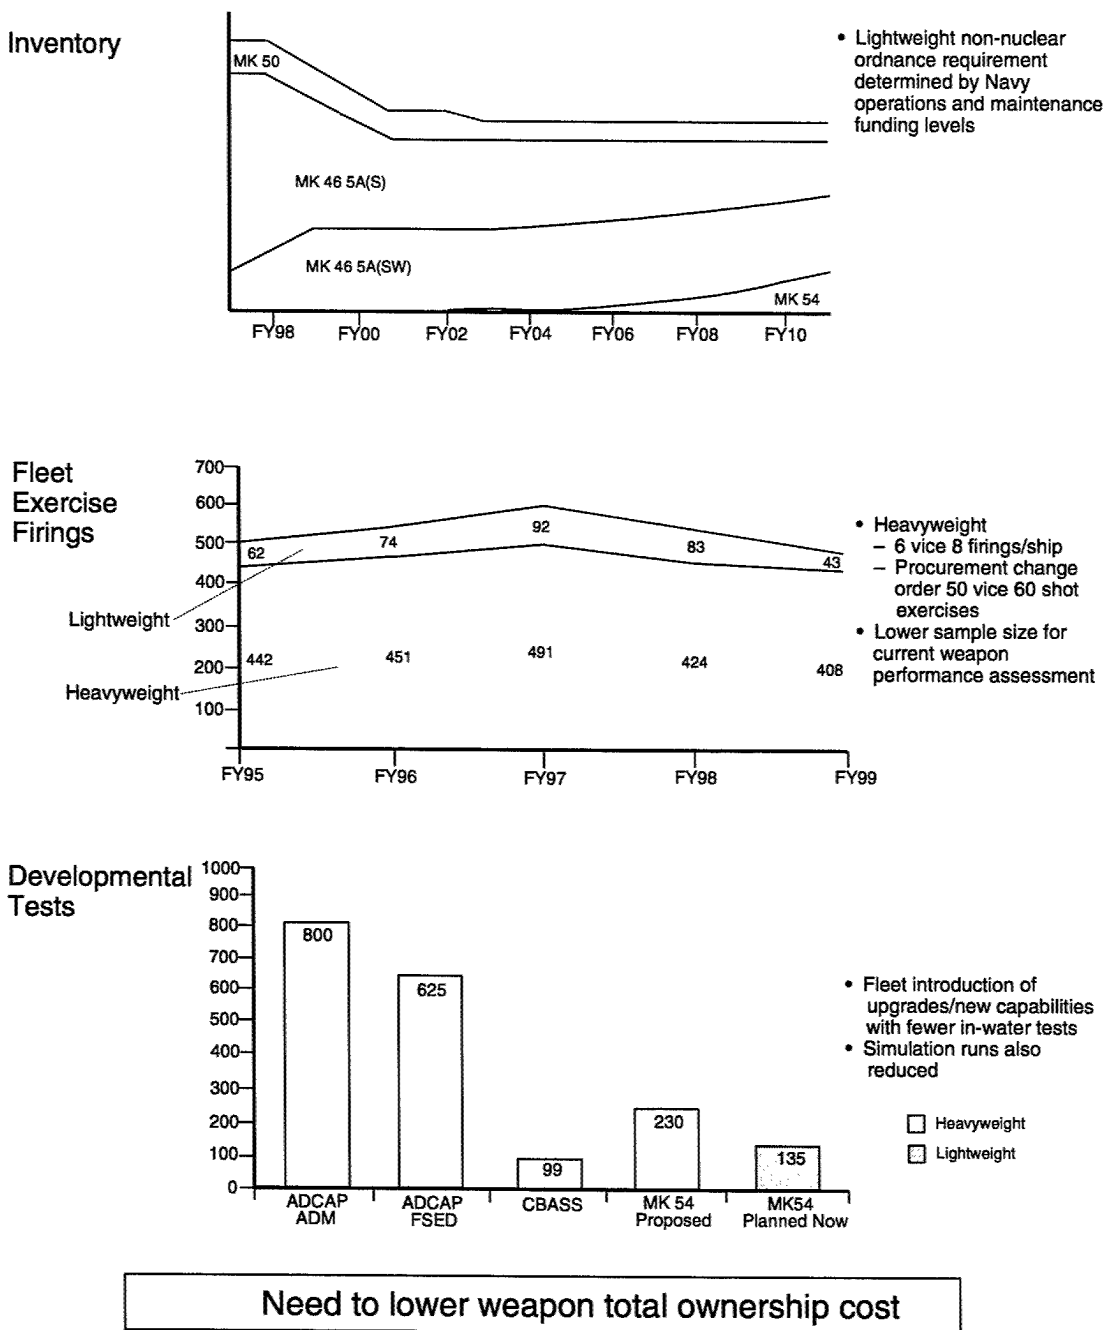 Inventory
MK 50
MK 46 5A(S)
MK 46 5A(SW)
MK 54
FY98 FY00 FY02 FY04 FY06 FY08 FY10
• Lightweight non-nuclear
ordnance requirement
determined by Navy
operations and maintenance
funding levels
Fleet
Exercise
Firings
700
600
500
400
300
200
100
62 74 92 83 43
Lightweight
442 451 491 424 408
Heavyweight
FY95 FY96 FY97 FY98 FY99
• Heavyweight
– 6 vice 8 firings/ship
– Procurement change
order 50 vice 60 shot
exercises
• Lower sample size for
current weapon
performance assessment
Developmental
Tests
1000
900
800
700
600
500
400
300
200
100
0
800
625
99
230
135
ADCAP
ADM
ADCAP
FSED
CBASS
MK 54
Proposed
MK54
Planned Now
• Fleet introduction of
upgrades/new capabilities
with fewer in-water tests
• Simulation runs also
reduced
Heavyweight
Lightweight
Need to lower weapon total ownership cost